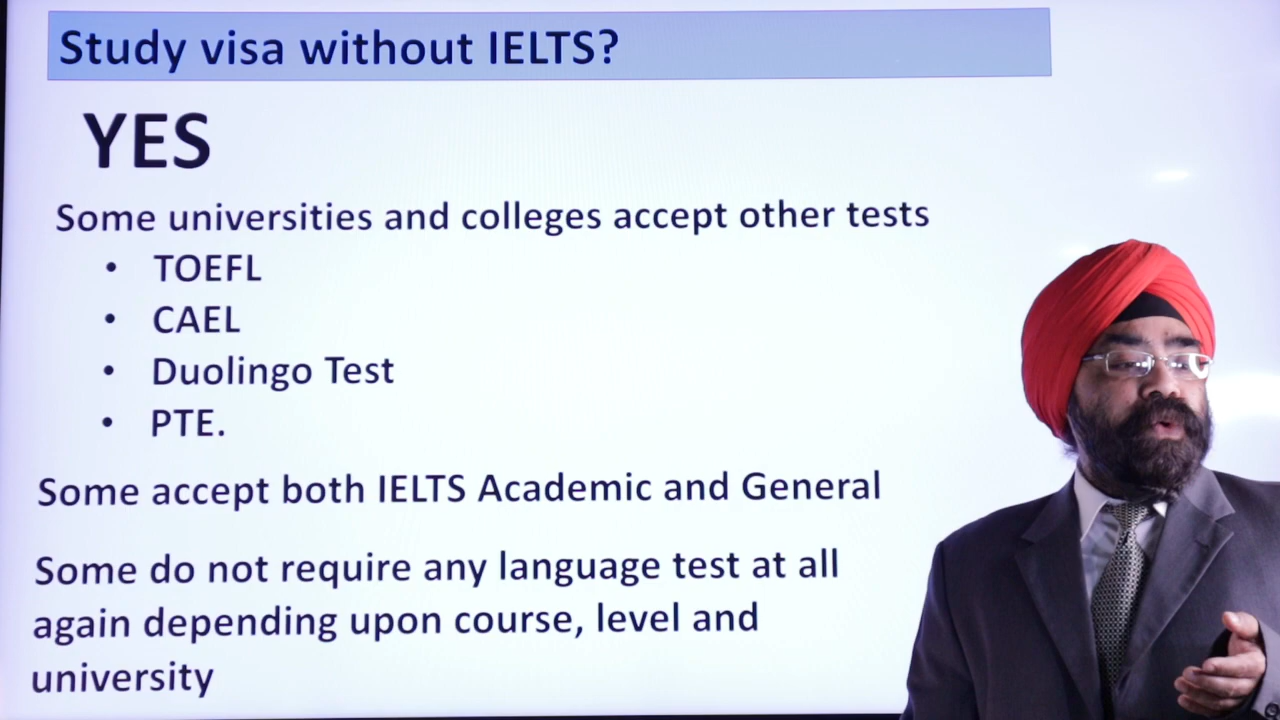 Study visa without IELTS?
YES
Some universities and colleges accept other tests
• TOEFL
• CAEL
• Duolingo Test
• PTE.
Some accept both IELTS Academic and General
Some do not require any language test at all
again depending upon course, level and
university